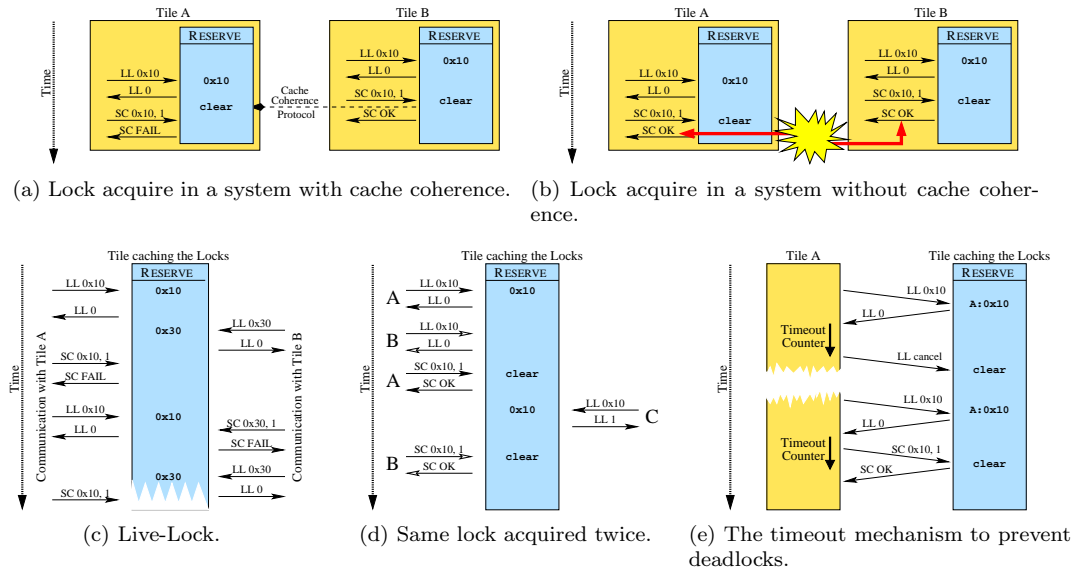 Tile A
Tile B
Time
RESERVE
RESERVE
LL 0x10
0x10
LL 0x10
0x10
LL 0
LL 0
SC 0x10, 1
clear
Cache
Coherence
Protocol
clear
SC 0x10, 1
SC OK
SC FAIL
(a) Lock acquire in a system with cache coherence.
Tile A
Tile B
Time
RESERVE
RESERVE
LL 0x10
0x10
LL 0x10
0x10
LL 0
LL 0
SC 0x10, 1
clear
SC 0x10, 1
clear
SC OK
SC OK
(b) Lock acquire in a system without cache coher-
ence.
Tile caching the Locks
RESERVE
Time
Communication with Tile A
Communication with Tile B
LL 0x10
0x10
LL 0
0x30
LL 0x30
LL 0
SC 0x10, 1
SC FAIL
LL 0x10
0x10
SC 0x30, 1
LL 0
SC FAIL
0x30
LL 0x30
SC 0x10, 1
LL 0
(c) Live-Lock.
Tile caching the Locks
RESERVE
Time
A
LL 0x10
0x10
LL 0
B
LL 0x10
LL 0
A
SC 0x10, 1
clear
SC OK
0x10
LL 0x10
C
LL 1
B
SC 0x10, 1
clear
SC OK
(d) Same lock acquired twice.
Tile A
Tile caching the Locks
RESERVE
Time
LL 0x10
A:0x10
LL 0
Timeout
Counter
LL cancel
clear
LL 0x10
A:0x10
LL 0
Timeout
Counter
SC 0x10, 1
clear
SC OK
(e) The timeout mechanism to prevent
deadlocks.